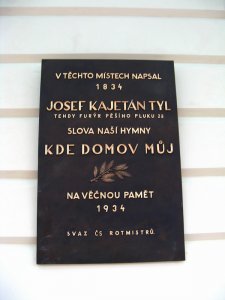 V TĚCHTO MÍSTECH NAPSAL
1834
JOSEF KAJETÁN TYL
TEHDY FURÝR PĚŠÍHO PLUKU 28
SLOVA NAŠÍ HYMNY
KDE DOMOV MŮJ
NA VĚČNOU PAMĚT
1934
SVAZ ČS. ROTMISTRŮ